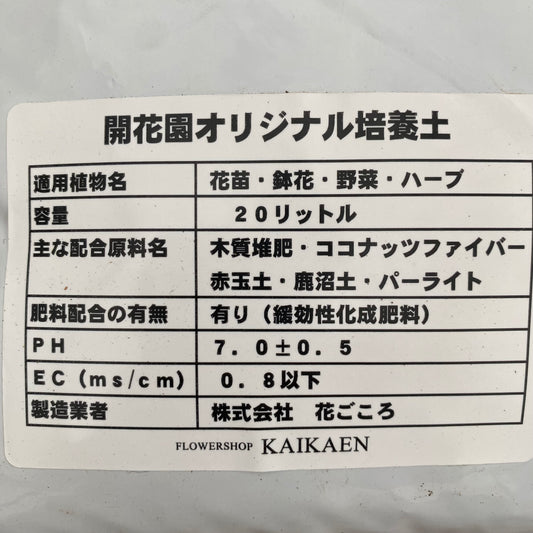 開花園オリジナル培養土
適用植物名 花苗・鉢花・野菜・ハーブ
容量 20リットル
主な配合原料名 木質堆肥・ココナッツファイバー
赤玉土・鹿沼土・パーライト
肥料配合の有無 有り（緩効性化成肥料）
PH 7.0±0.5
EC（ms/cm） 0.8以下
製造業者 株式会社 花ごころ
FLOWERSHOP KAIKAEN